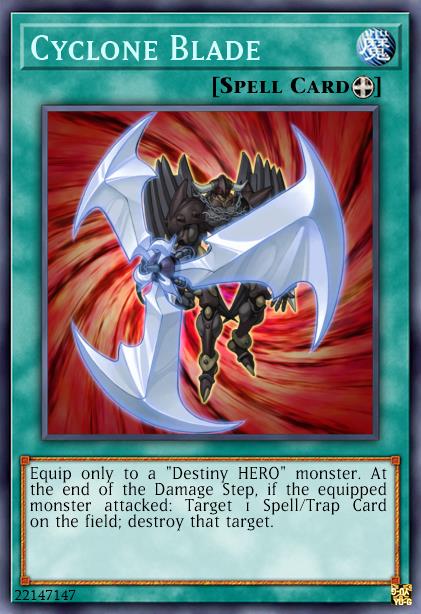 CYCLONE BLADE
[SPELL CARD]
Equip only to a "Destiny HERO" monster. At
the end of the Damage Step, if the equipped
monster attacked: Target 1 Spell/Trap Card
on the field; destroy that target.
22147147